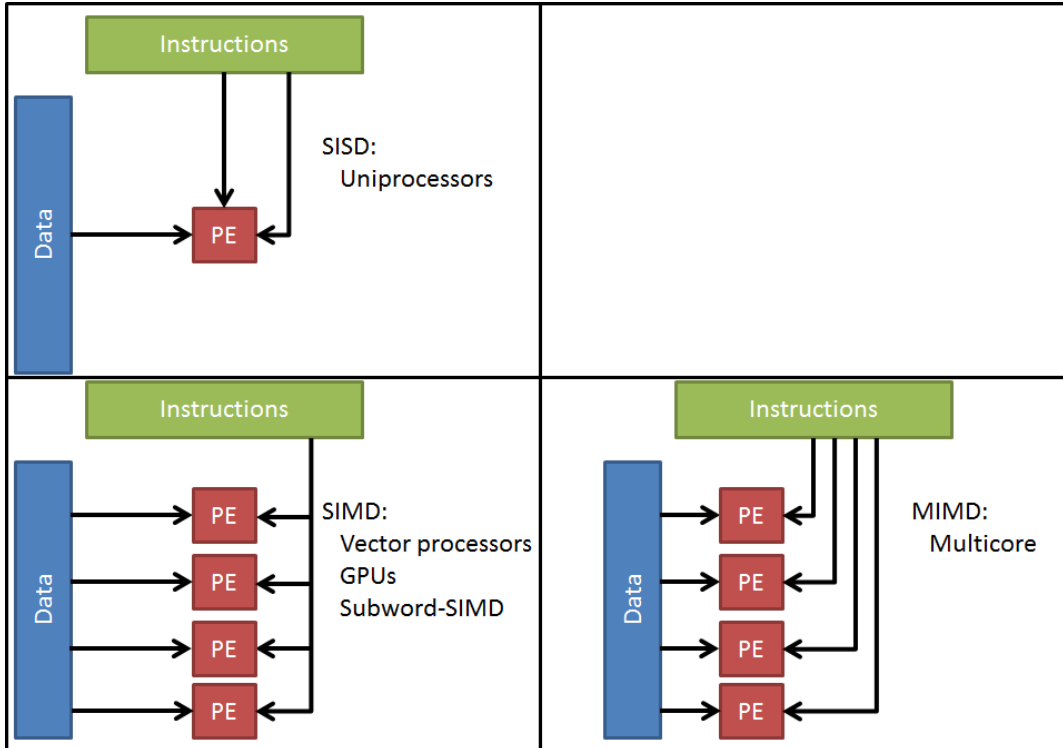 Instructions
Data
PE
SISD:
Uniprocessors
Instructions
Data
PE
PE
PE
PE
SIMD:
Vector processors
GPUs
Subword-SIMD
Instructions
Data
PE
PE
PE
PE
MIMD:
Multicore